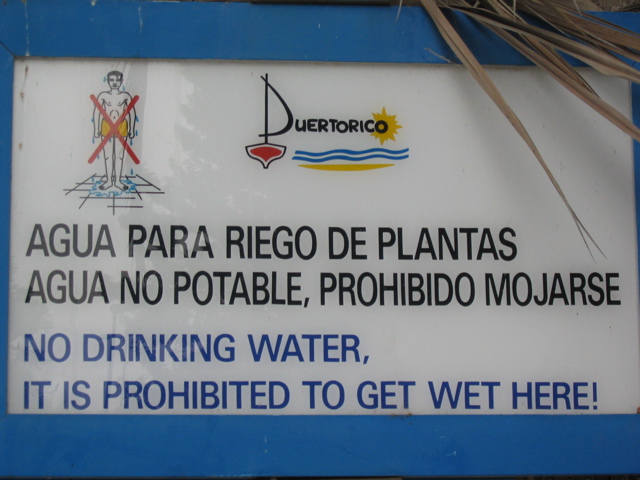 PUERTORICO
AGUA PARA RIEGO DE PLANTAS
AGUA NO POTABLE, PROHIBIDO MOJARSE
NO DRINKING WATER,
IT IS PROHIBITED TO GET WET HERE!